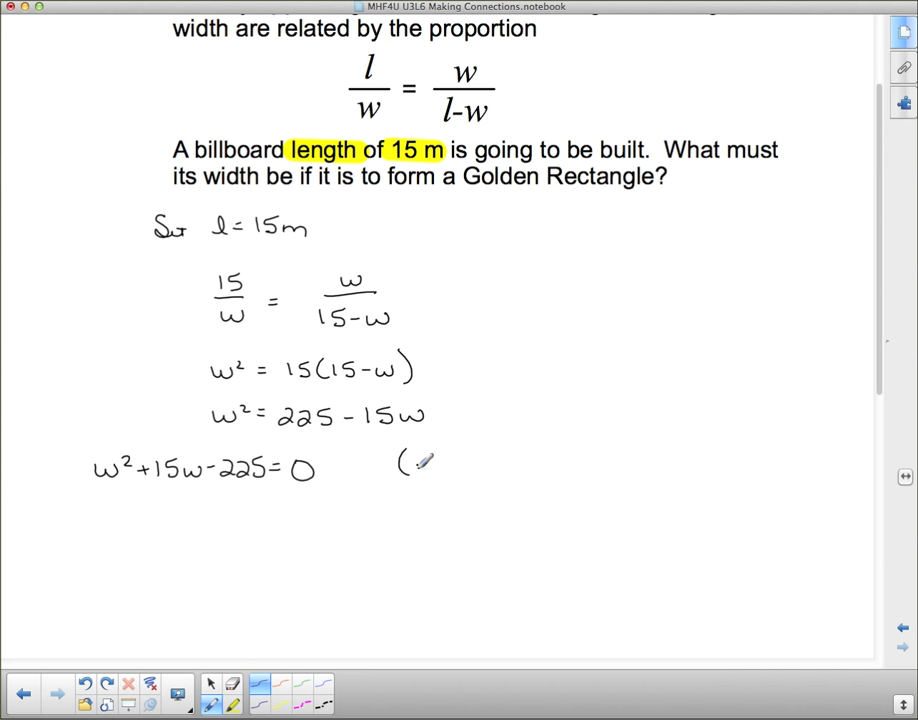 MHF4U U3L6 Making Connections.notebook
width are related by the proportion
l/w = w/(l-w)
A billboard length of 15 m is going to be built. What must
its width be if it is to form a Golden Rectangle?
Set l = 15m
15/w = w/(15-w)
w² = 15(15-w)
w² = 225 - 15w
w²+15w-225=0 (